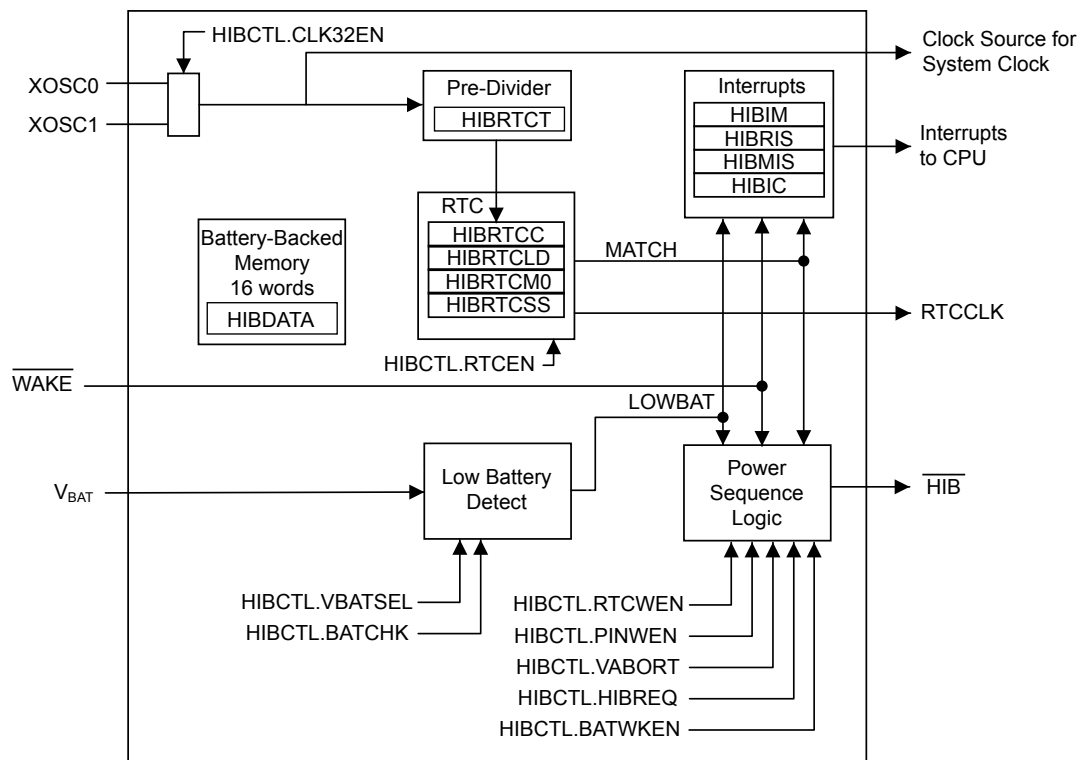 HIBCTL.CLK32EN
XOSC0
XOSC1
Clock Source for
System Clock
Pre-Divider
HIBRTCT
Interrupts
HIBIM
HIBRIS
HIBMIS
HIBIC
Interrupts
to CPU
RTC
HIBRTCC
HIBRTCLD
HIBRTCM0
HIBRTCSS
MATCH
Battery-Backed
Memory
16 words
HIBDATA
RTCCLK
HIBCTL.RTCEN
WAKE
LOWBAT
VBAT
Low Battery
Detect
Power
Sequence
Logic
HIB
HIBCTL.VBATSEL
HIBCTL.BATCHK
HIBCTL.RTCWEN
HIBCTL.PINWEN
HIBCTL.VABORT
HIBCTL.HIBREQ
HIBCTL.BATWKEN